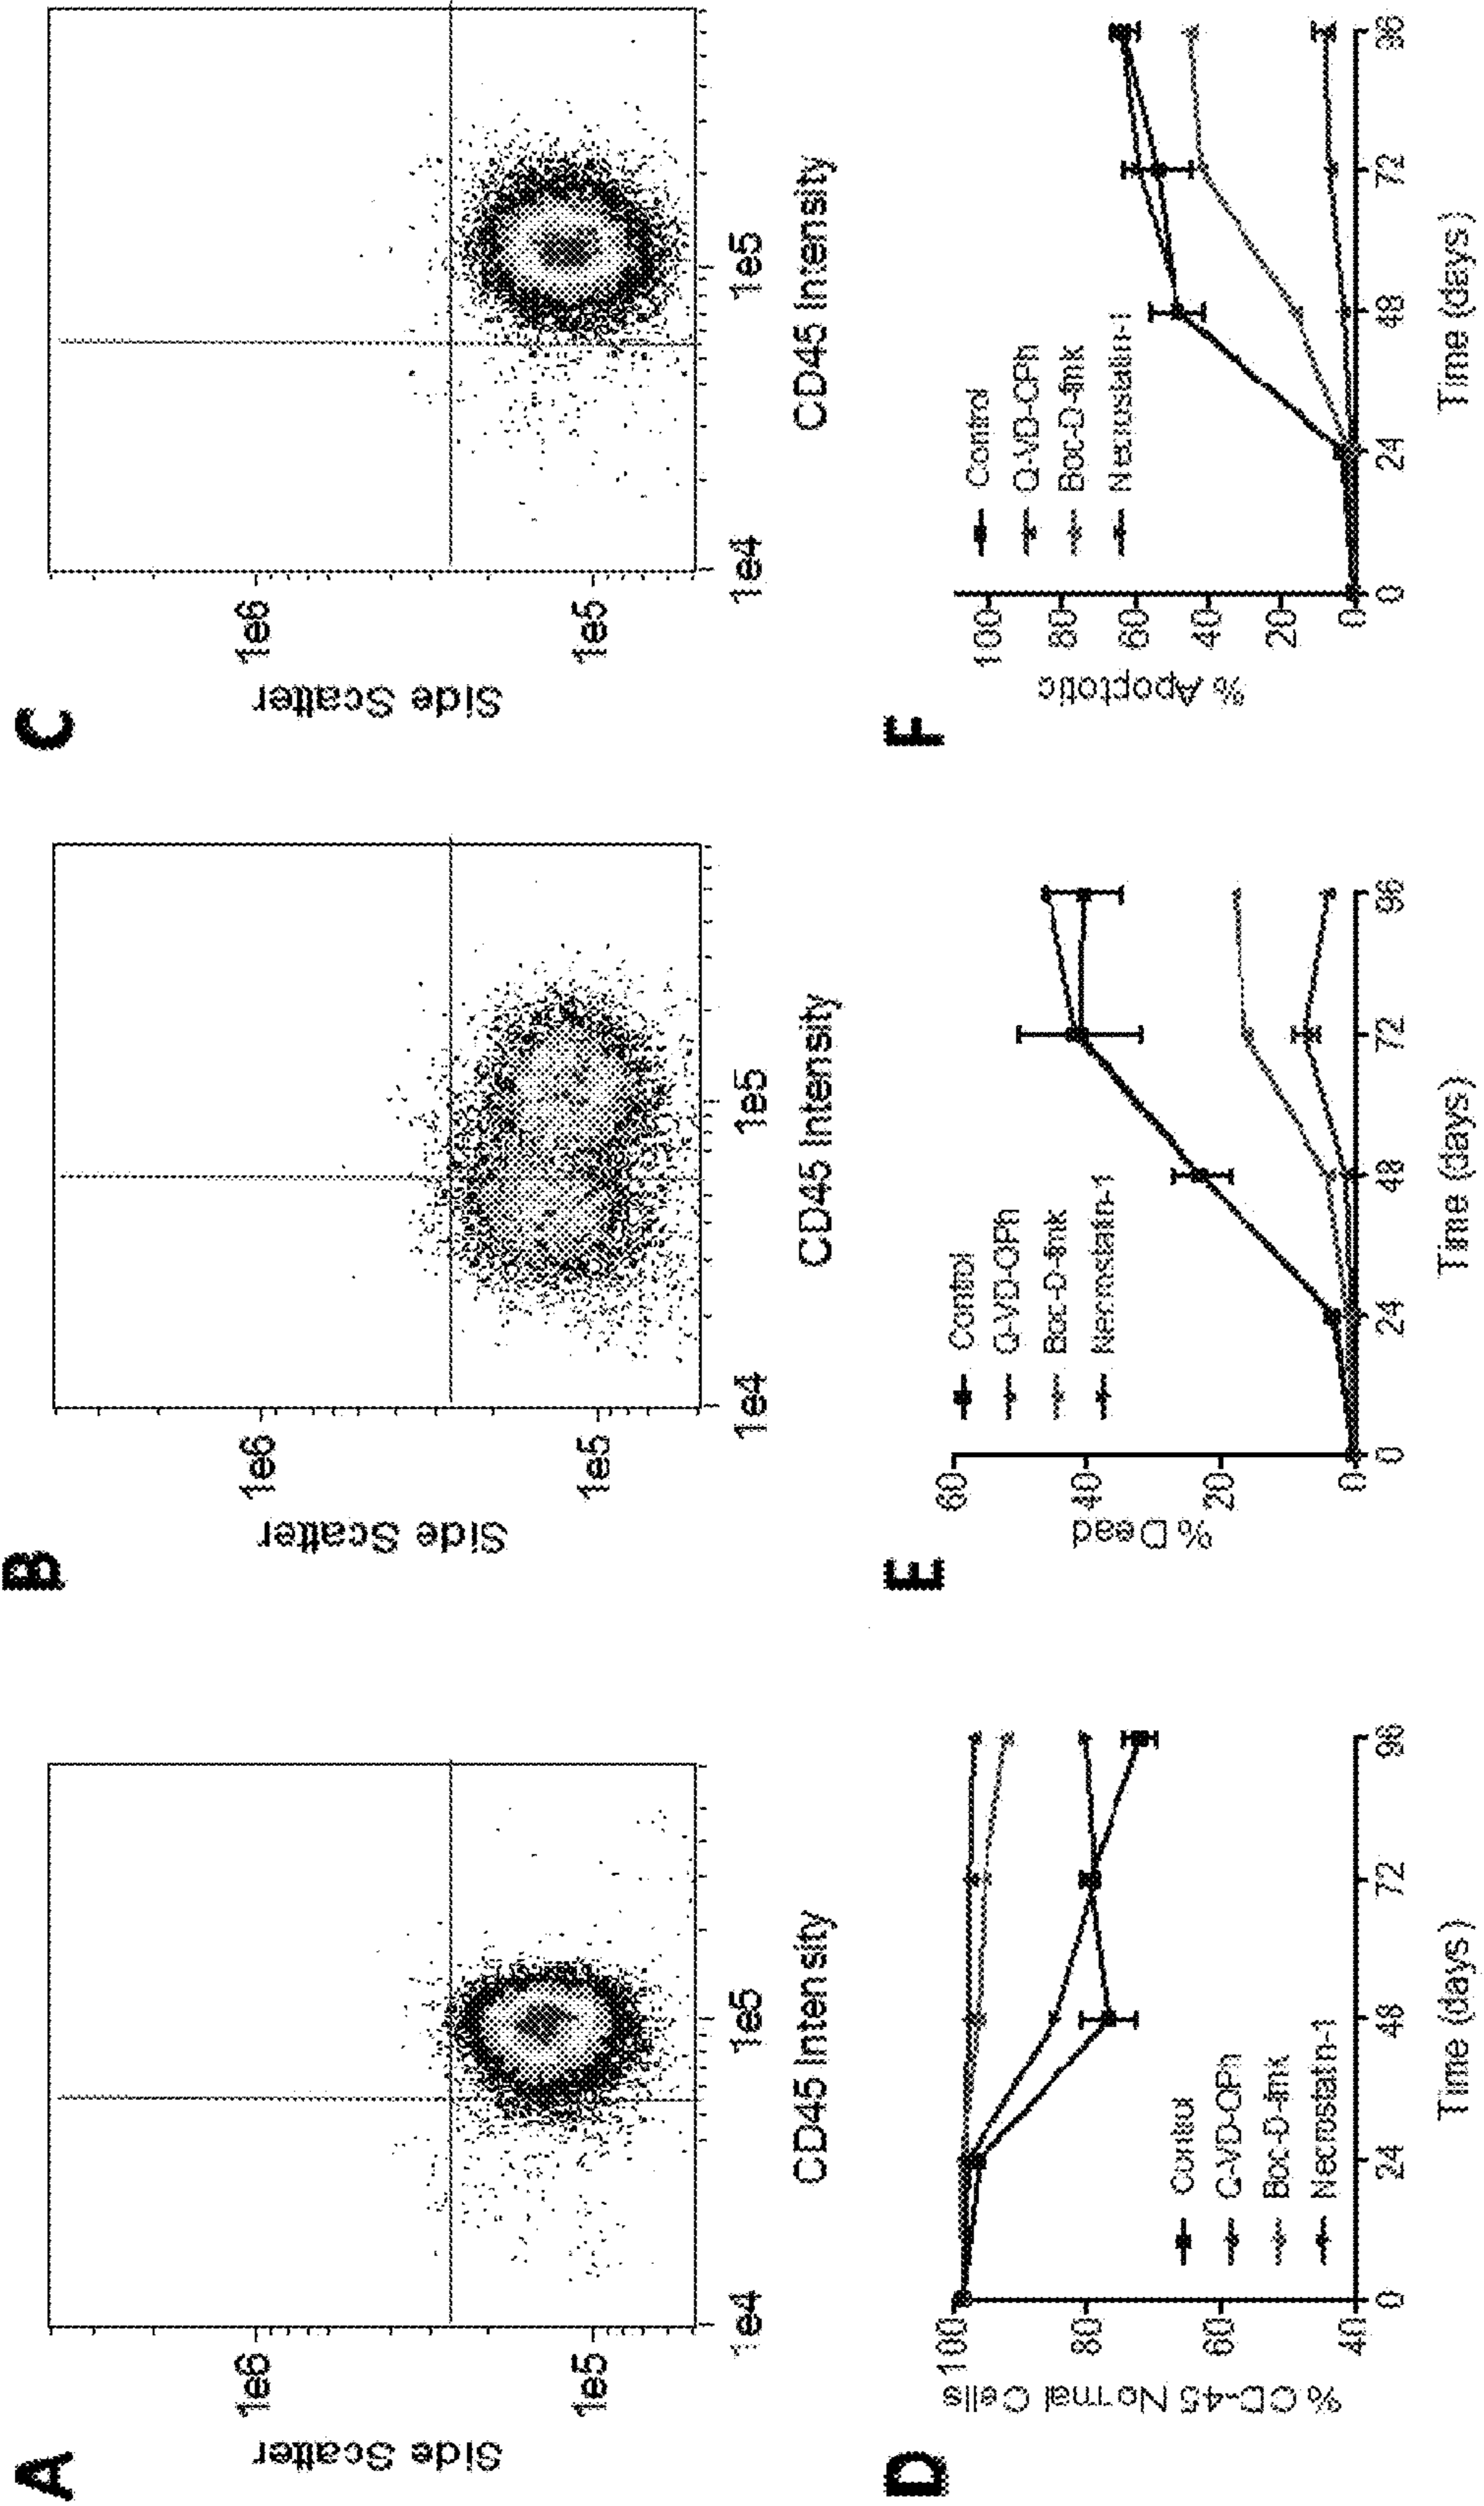 A
Side Scatter
1e6
1e5
1e4
1e5
CD45 Intensity
B
Side Scatter
1e6
1e5
1e4
1e5
CD45 Intensity
C
Side Scatter
1e6
1e5
1e4
1e5
CD45 Intensity
D
% CD-45 Normal Cells
100
80
60
40
Control
Q-VD-OPh
Boc-D-fmk
Necrostatin-1
0
24
48
72
96
Time (days)
E
% Dead
60
40
20
0
Control
Q-VD-OPh
Boc-D-fmk
Necrostatin-1
0
24
48
72
96
Time (days)
F
% Apoptotic
100
80
60
40
20
0
Control
Q-VD-OPh
Boc-D-fmk
Necrostatin-1
0
24
48
72
96
Time (days)